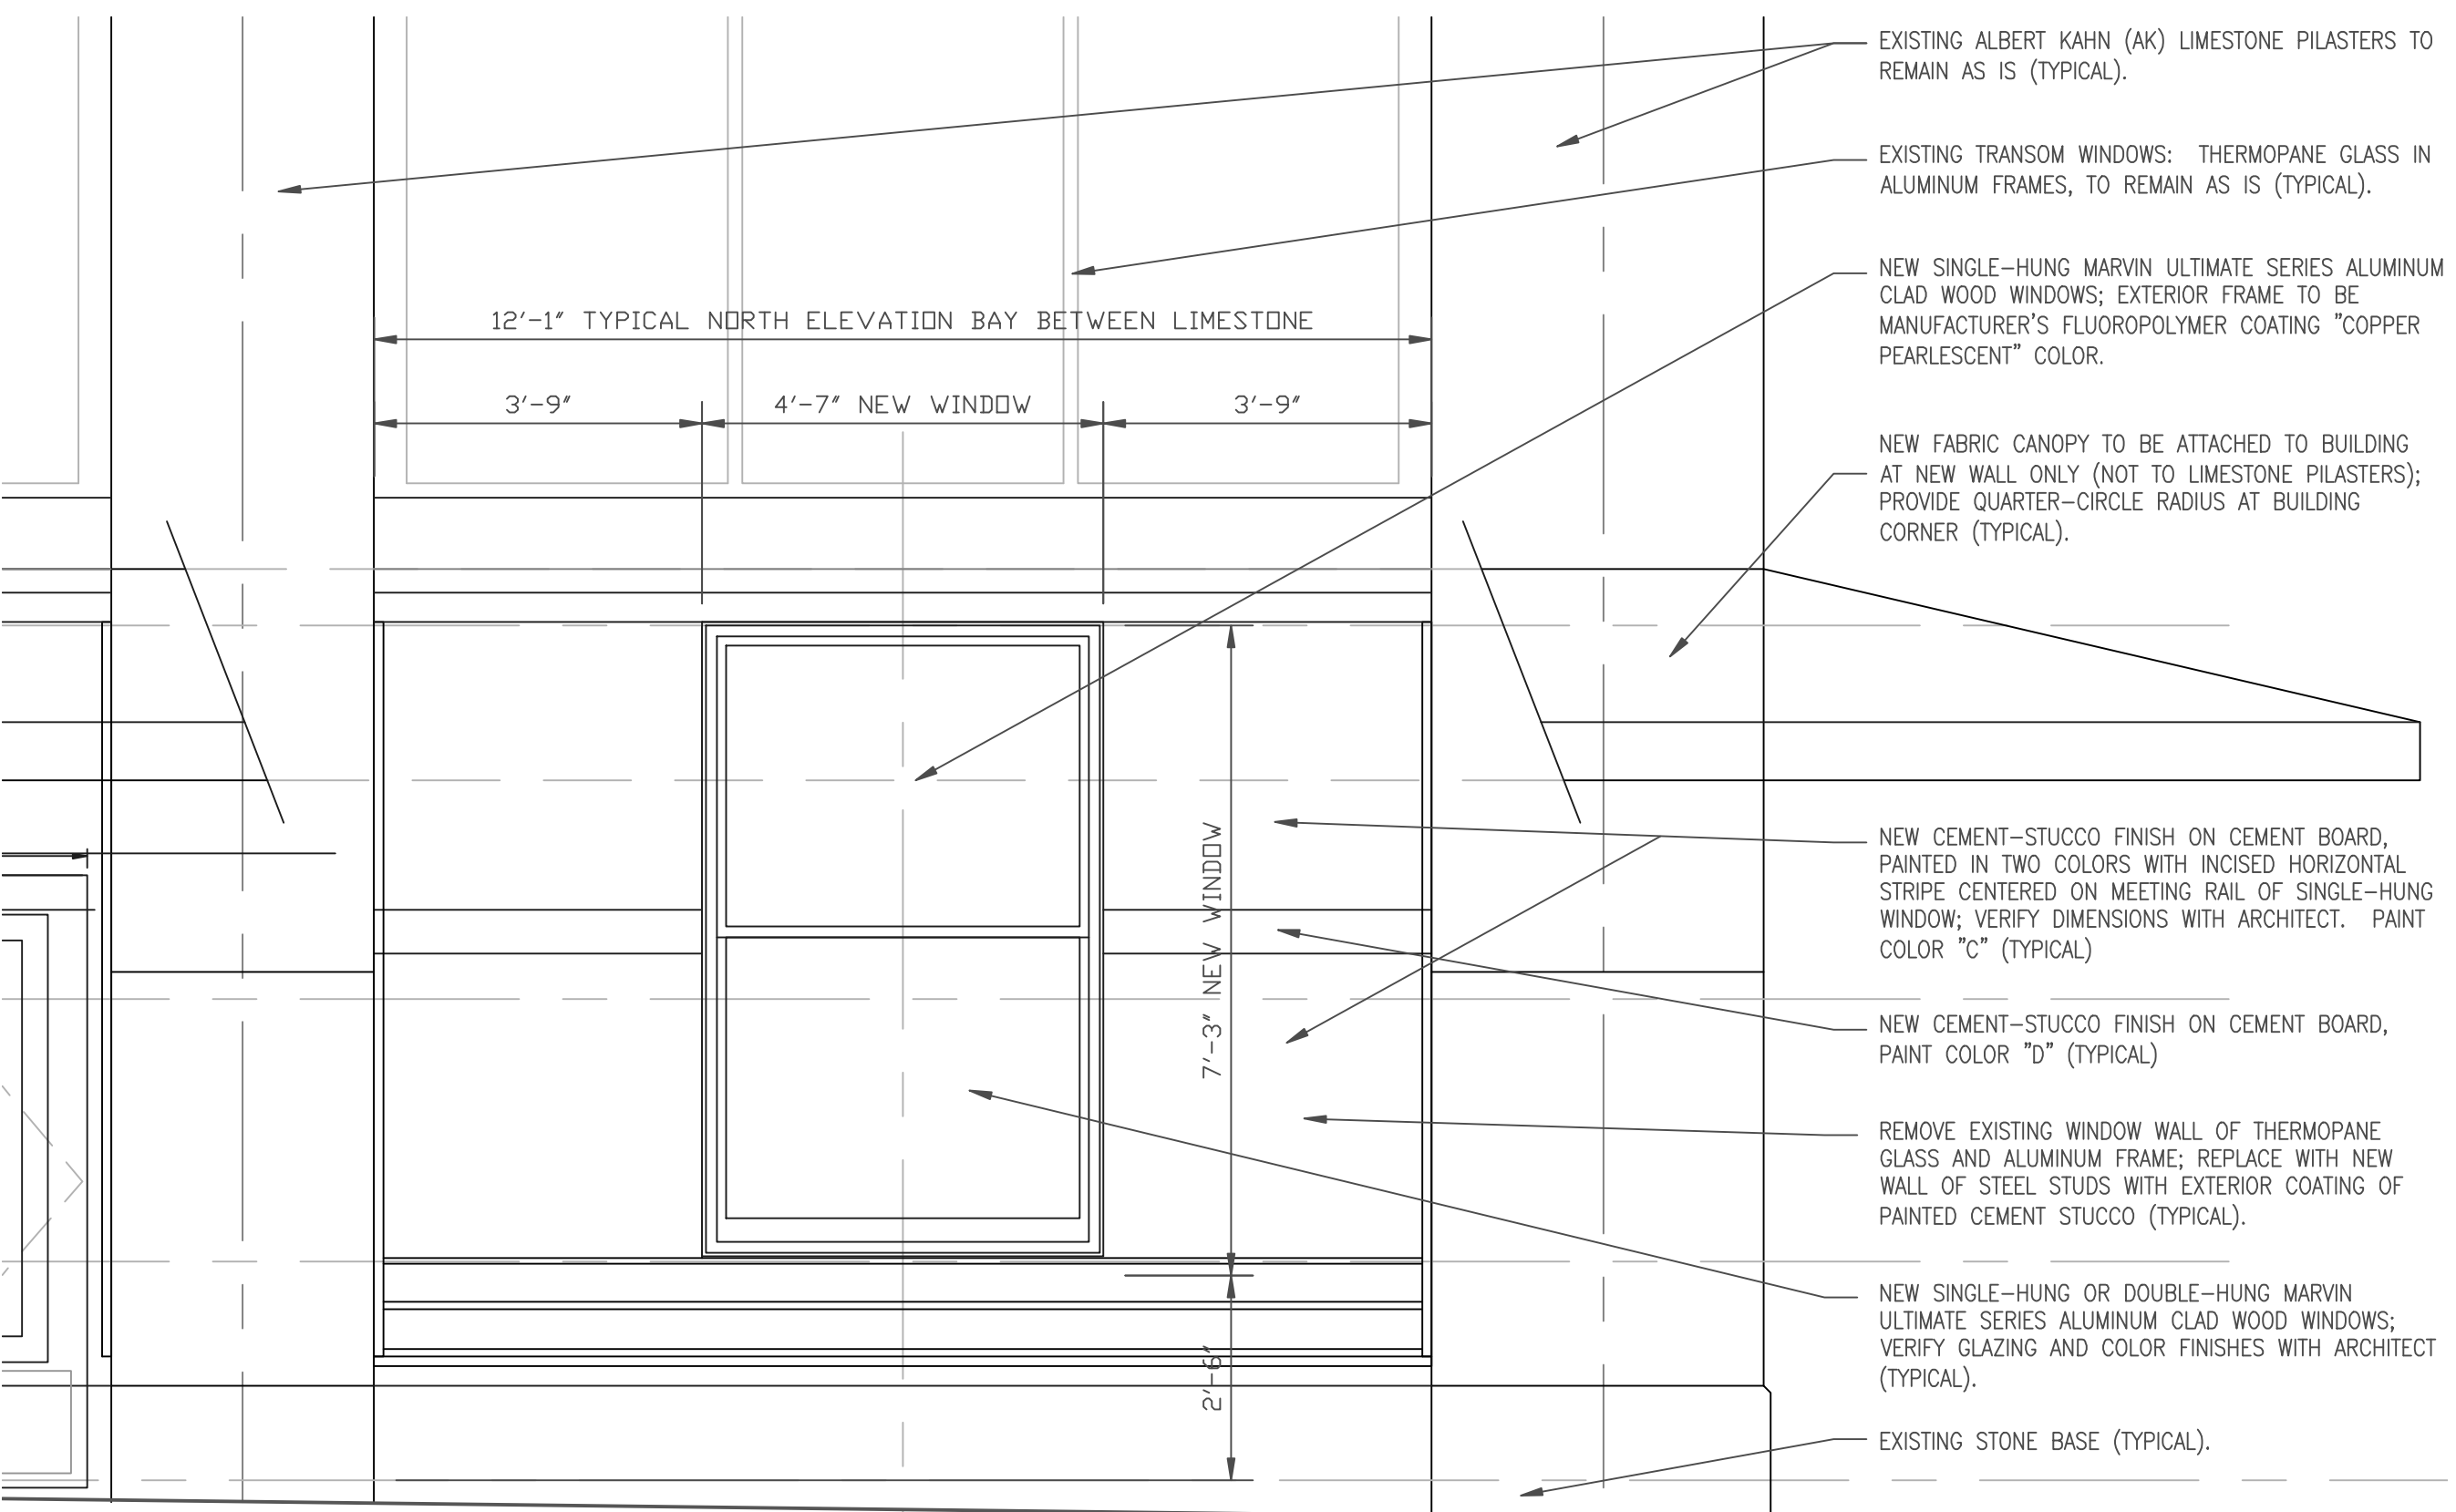 EXISTING ALBERT KAHN (AK) LIMESTONE PILASTERS TO
REMAIN AS IS (TYPICAL).
EXISTING TRANSOM WINDOWS:  THERMOPANE GLASS IN
ALUMINUM FRAMES, TO REMAIN AS IS (TYPICAL).
NEW SINGLE-HUNG MARVIN ULTIMATE SERIES ALUMINUM
CLAD WOOD WINDOWS; EXTERIOR FRAME TO BE
MANUFACTURER'S FLUOROPOLYMER COATING "COPPER
PEARLESCENT" COLOR.
12'-1" TYPICAL NORTH ELEVATION BAY BETWEEN LIMESTONE
3'-9"
4'-7" NEW WINDOW
3'-9"
NEW FABRIC CANOPY TO BE ATTACHED TO BUILDING
AT NEW WALL ONLY (NOT TO LIMESTONE PILASTERS);
PROVIDE QUARTER-CIRCLE RADIUS AT BUILDING
CORNER (TYPICAL).
7'-3" NEW WINDOW
NEW CEMENT-STUCCO FINISH ON CEMENT BOARD,
PAINTED IN TWO COLORS WITH INCISED HORIZONTAL
STRIPE CENTERED ON MEETING RAIL OF SINGLE-HUNG
WINDOW; VERIFY DIMENSIONS WITH ARCHITECT.  PAINT
COLOR "C" (TYPICAL)
NEW CEMENT-STUCCO FINISH ON CEMENT BOARD,
PAINT COLOR "D" (TYPICAL)
REMOVE EXISTING WINDOW WALL OF THERMOPANE
GLASS AND ALUMINUM FRAME; REPLACE WITH NEW
WALL OF STEEL STUDS WITH EXTERIOR COATING OF
PAINTED CEMENT STUCCO (TYPICAL).
NEW SINGLE-HUNG OR DOUBLE-HUNG MARVIN
ULTIMATE SERIES ALUMINUM CLAD WOOD WINDOWS;
VERIFY GLAZING AND COLOR FINISHES WITH ARCHITECT
(TYPICAL).
2'-6"
EXISTING STONE BASE (TYPICAL).